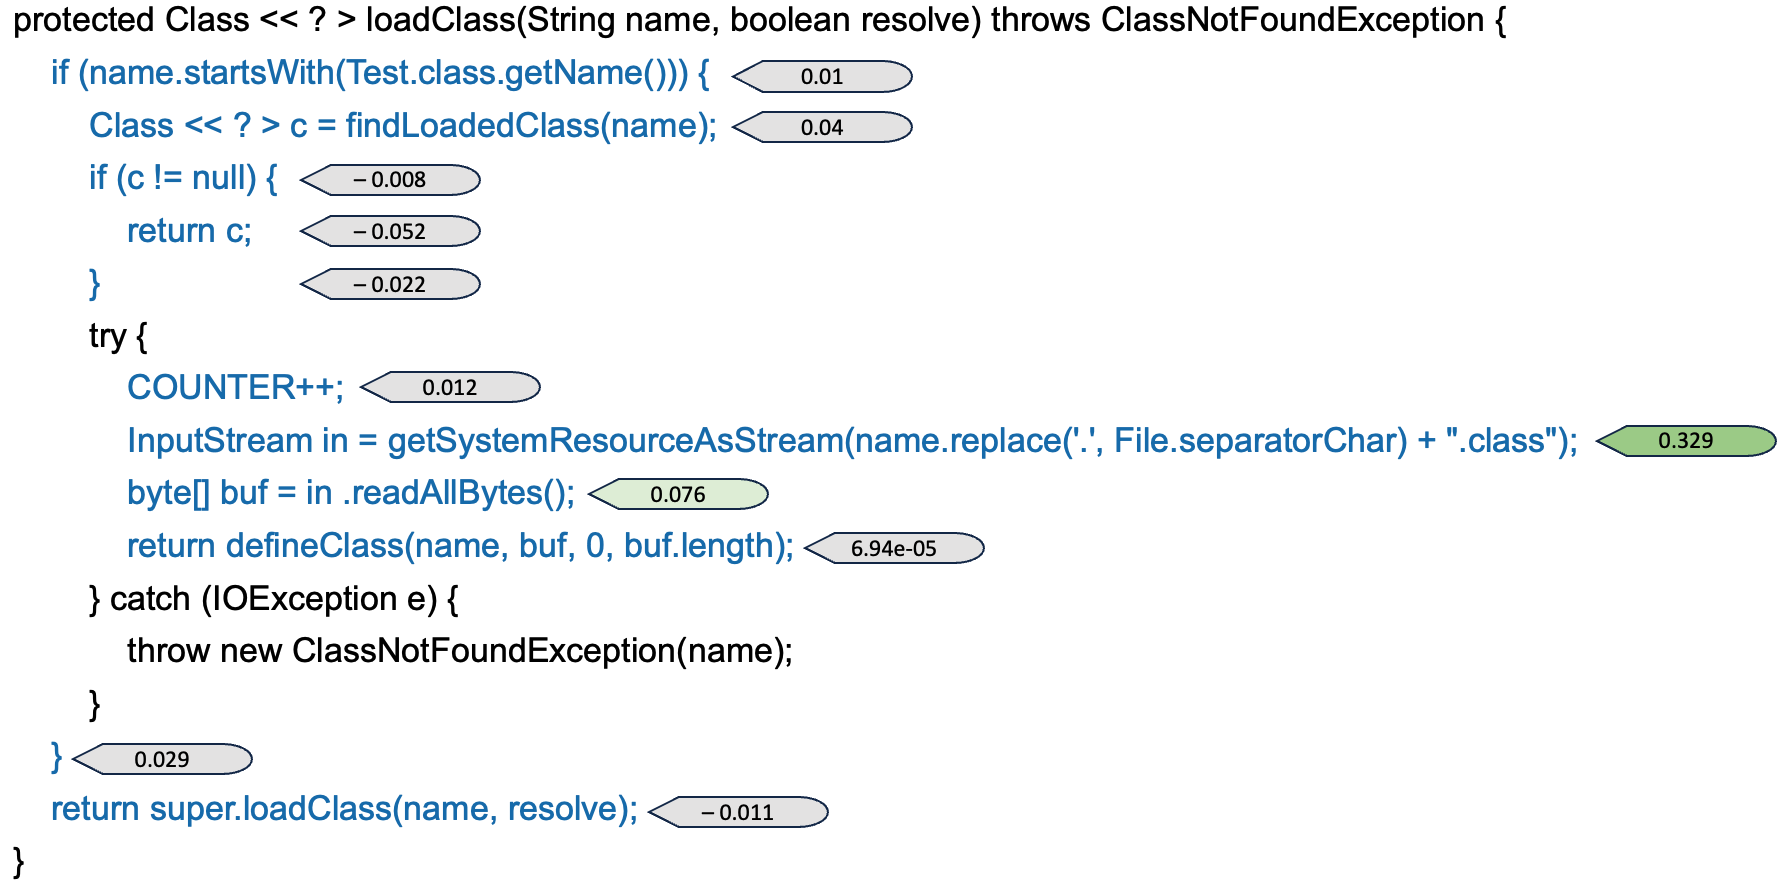 protected Class << ? > loadClass(String name, boolean resolve) throws ClassNotFoundException {
if (name.startsWith(Test.class.getName())) { 0.01
Class << ? > c = findLoadedClass(name); 0.04
if (c != null) { – 0.008
return c; – 0.052
} – 0.022
try {
COUNTER++; 0.012
InputStream in = getSystemResourceAsStream(name.replace('.', File.separatorChar) + ".class"); 0.329
byte[] buf = in .readAllBytes(); 0.076
return defineClass(name, buf, 0, buf.length); 6.94e-05
} catch (IOException e) {
throw new ClassNotFoundException(name);
}
} 0.029
return super.loadClass(name, resolve); – 0.011
}